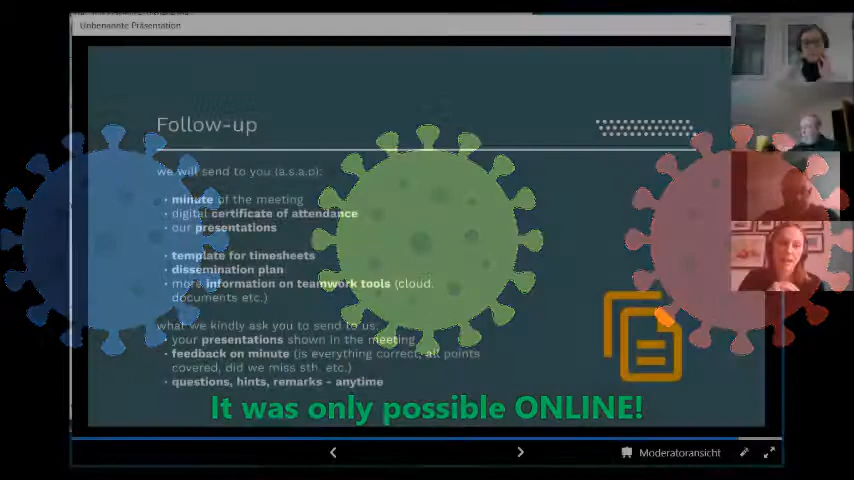 Unbenannte Präsentation
Follow-up
we will send to you (a.s.a.p):
• minute of the meeting
• digital certificate of attendance
• our presentations
• template for timesheets
• dissemination plan
• more information on teamwork tools (cloud,
documents etc.)
what we kindly ask you to send to us:
• your presentations shown in the meeting
• feedback on minute (is everything correct, all points
covered, did we miss sth. etc.)
• questions, hints, remarks - anytime
It was only possible ONLINE!
Moderatoransicht